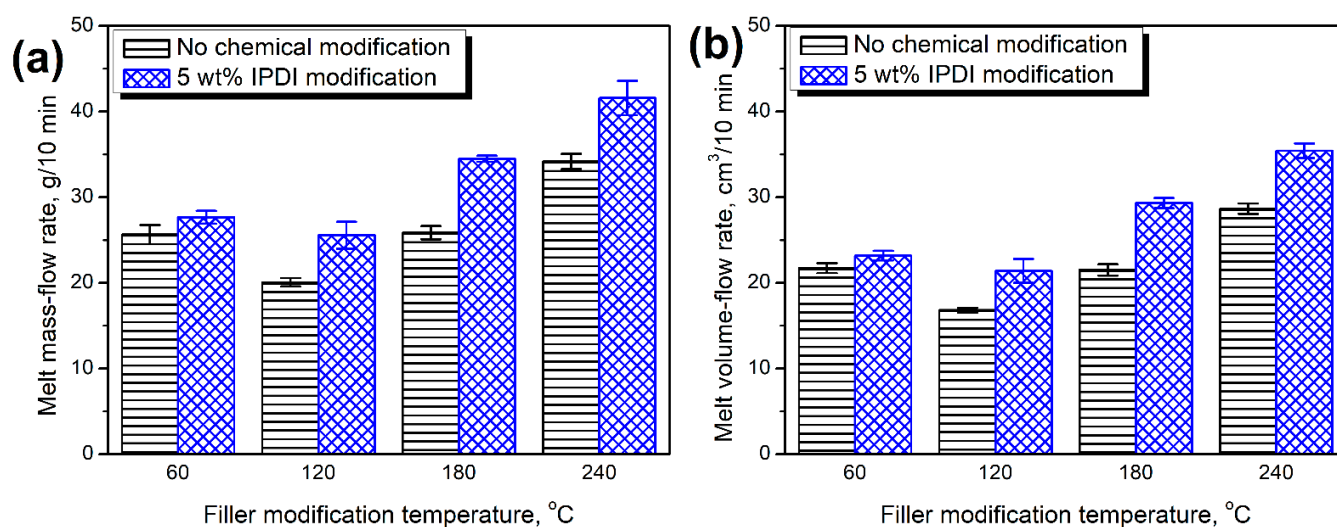 (a)
No chemical modification
5 wt% IPDI modification
Melt mass-flow rate, g/10 min
50
40
30
20
10
0
60 120 180 240
Filler modification temperature, °C
(b)
No chemical modification
5 wt% IPDI modification
Melt volume-flow rate, cm³/10 min
50
40
30
20
10
0
60 120 180 240
Filler modification temperature, °C